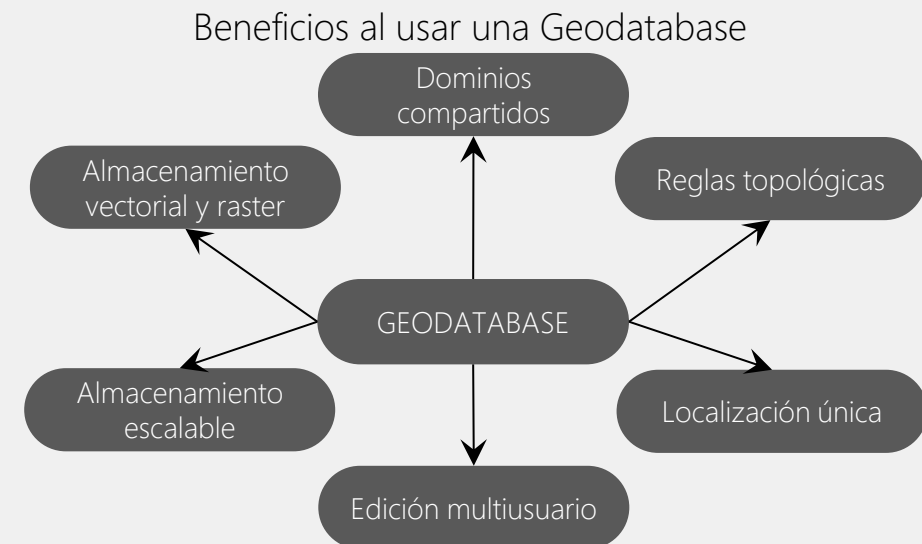 Beneficios al usar una Geodatabase
Dominios
compartidos
Almacenamiento
vectorial y raster
Reglas topológicas
GEODATABASE
Almacenamiento
escalable
Localización única
Edición multiusuario